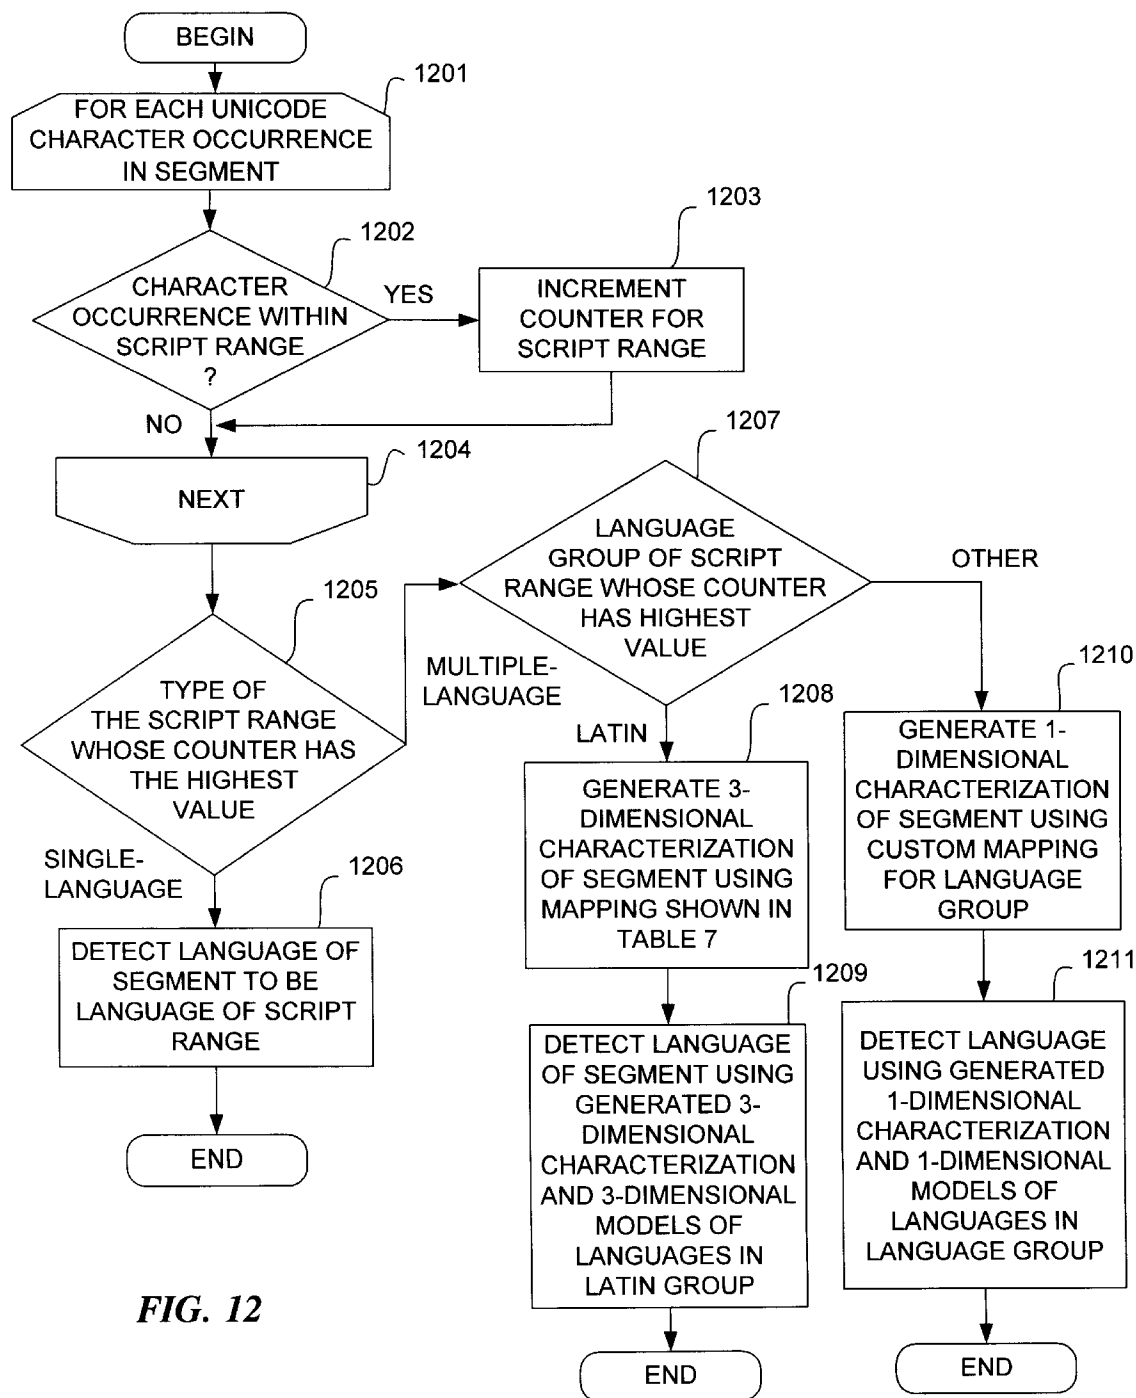 BEGIN
1201
FOR EACH UNICODE
CHARACTER OCCURRENCE
IN SEGMENT
1202
CHARACTER
OCCURRENCE WITHIN
SCRIPT RANGE
?
YES
1203
INCREMENT
COUNTER FOR
SCRIPT RANGE
NO
1204
NEXT
1205
TYPE OF
THE SCRIPT RANGE
WHOSE COUNTER HAS
THE HIGHEST
VALUE
SINGLE-
LANGUAGE
1206
DETECT LANGUAGE OF
SEGMENT TO BE
LANGUAGE OF SCRIPT
RANGE
END
MULTIPLE-
LANGUAGE
1207
LANGUAGE
GROUP OF SCRIPT
RANGE WHOSE COUNTER
HAS HIGHEST
VALUE
LATIN
1208
GENERATE 3-
DIMENSIONAL
CHARACTERIZATION
OF SEGMENT USING
MAPPING SHOWN IN
TABLE 7
1209
DETECT LANGUAGE
OF SEGMENT USING
GENERATED 3-
DIMENSIONAL
CHARACTERIZATION
AND 3-DIMENSIONAL
MODELS OF
LANGUAGES IN
LATIN GROUP
END
OTHER
1210
GENERATE 1-
DIMENSIONAL
CHARACTERIZATION
OF SEGMENT USING
CUSTOM MAPPING
FOR LANGUAGE
GROUP
1211
DETECT LANGUAGE
USING GENERATED
1-DIMENSIONAL
CHARACTERIZATION
AND 1-DIMENSIONAL
MODELS OF
LANGUAGES IN
LANGUAGE GROUP
END
FIG. 12